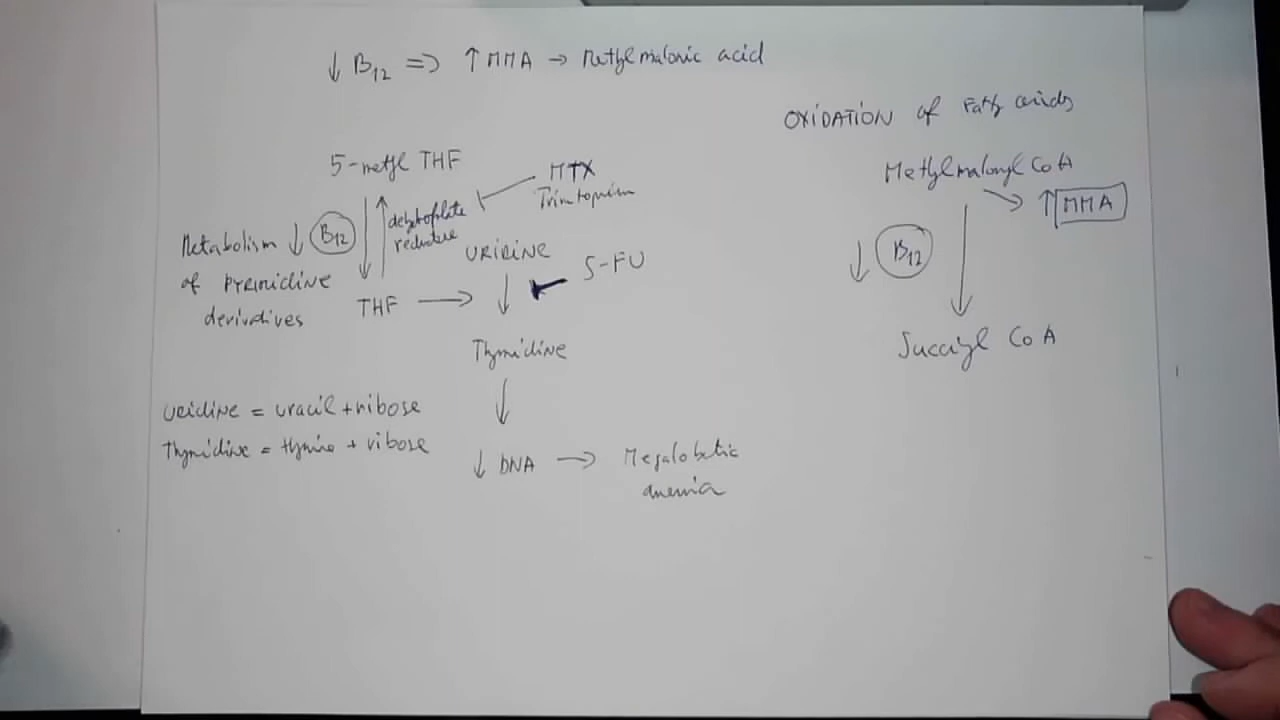 ↓ B12 => ↑ MMA → Methylmalonic acid
OXIDATION of Fatty acids
5-methyl THF
MTX
Trimtoprim
dehydrofolate
reductase
Metabolism ↓ B12
of pyrimidine
derivatives
THF →
URIDINE
5-FU
Thymidine
uridine = uracil + ribose
Thymidine = thymine + ribose
↓ DNA → Megalobatic
anemia
Methylmalonyl CoA
↑ MMA
↓ B12
Succinyl CoA